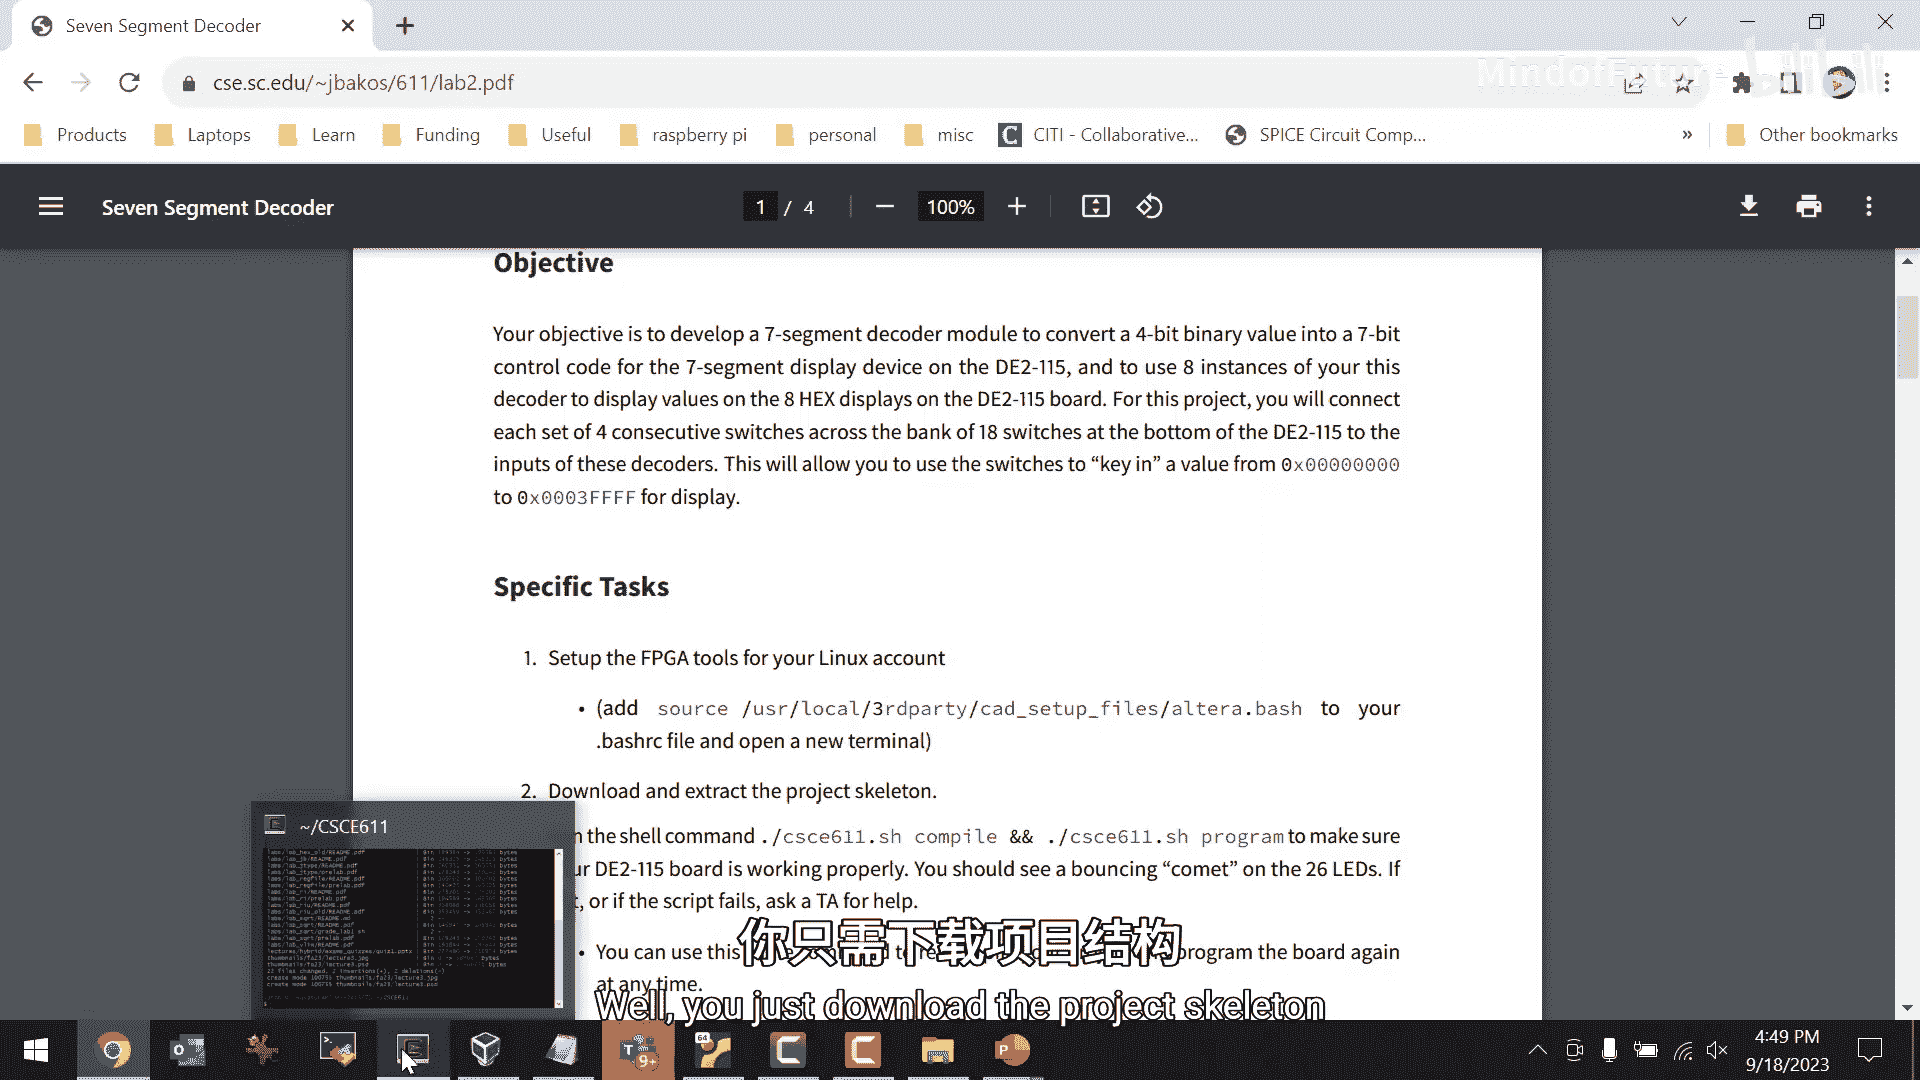 Seven Segment Decoder
cse.sc.edu/~jbakos/611/lab2.pdf
Products Laptops Learn Funding Useful raspberry pi personal misc CITI - Collaborative... SPICE Circuit Comp... » Other bookmarks
Seven Segment Decoder 1 / 4 100%
Objective
Your objective is to develop a 7-segment decoder module to convert a 4-bit binary value into a 7-bit
control code for the 7-segment display device on the DE2-115, and to use 8 instances of your this
decoder to display values on the 8 HEX displays on the DE2-115 board. For this project, you will connect
each set of 4 consecutive switches across the bank of 18 switches at the bottom of the DE2-115 to the
inputs of these decoders. This will allow you to use the switches to “key in” a value from 0x00000000
to 0x0003FFFF for display.
Specific Tasks
1. Setup the FPGA tools for your Linux account
• (add source /usr/local/3rdparty/cad_setup_files/altera.bash to your
.bashrc file and open a new terminal)
2. Download and extract the project skeleton.
~/CSCE611
n the shell command ./csce611.sh compile && ./csce611.sh program to make sure
ur DE2-115 board is working properly. You should see a bouncing “comet” on the 26 LEDs. If
t, or if the script fails, ask a TA for help.
• You can use this program the board again
at any time.
你只需下载项目结构
Well, you just download the project skeleton
4:49 PM
9/18/2023